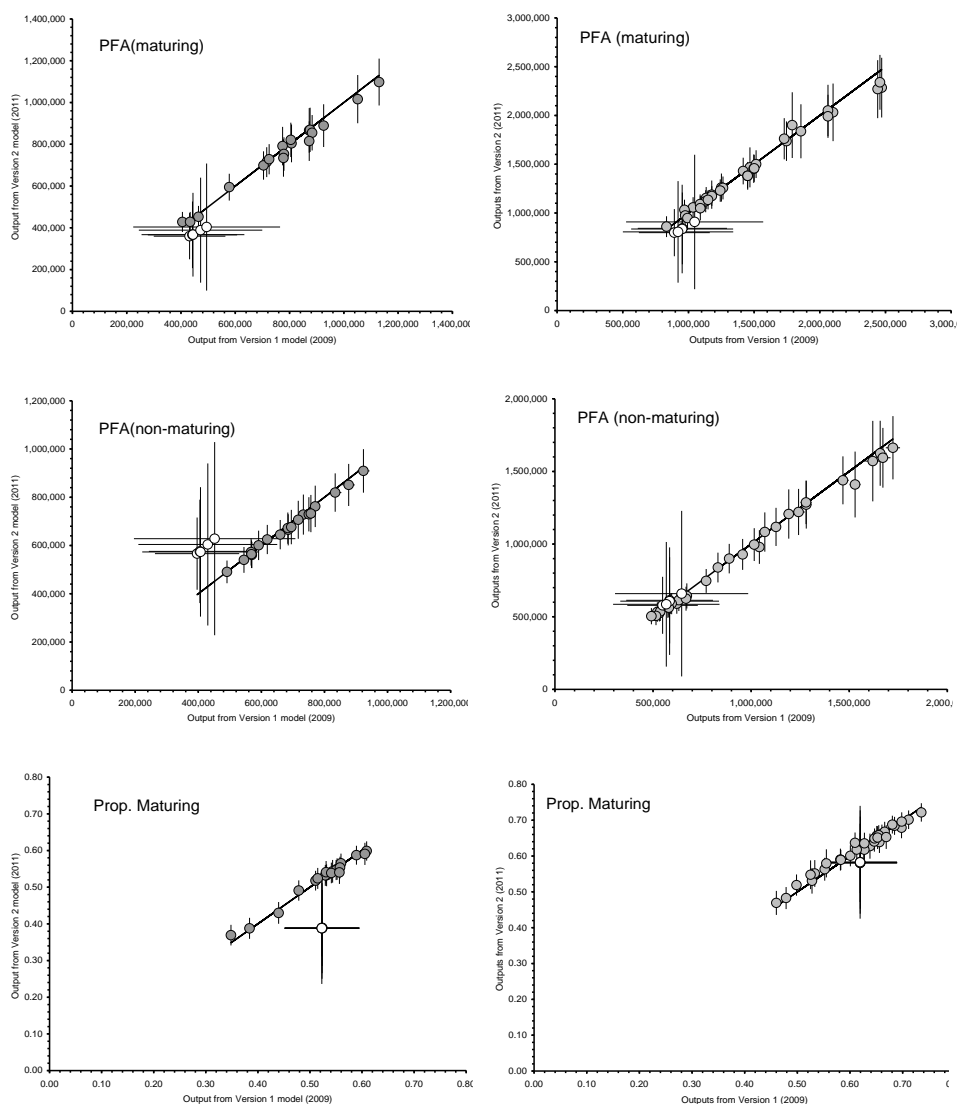 PFA(maturing)
1,400,000
1,200,000
1,000,000
800,000
600,000
400,000
200,000
0
Output from Version 2 model (2011)
0 200,000 400,000 600,000 800,000 1,000,000 1,200,000 1,400,00
Output from Version 1 model (2009)
PFA (maturing)
3,000,000
2,500,000
2,000,000
1,500,000
1,000,000
500,000
0
Outputs from Version 2 (2011)
0 500,000 1,000,000 1,500,000 2,000,000 2,500,000 3,000,0
Outputs from Version 1 (2009)
PFA(non-maturing)
1,200,000
1,000,000
800,000
600,000
400,000
200,000
0
Output from Version 2 model (2011)
0 200,000 400,000 600,000 800,000 1,000,000 1,200,000
Output from Version 1 model (2009)
PFA (non-maturing)
2,000,000
1,500,000
1,000,000
500,000
0
Outputs from Version 2 (2011)
0 500,000 1,000,000 1,500,000 2,000
Outputs from Version 1 (2009)
Prop. Maturing
0.80
0.70
0.60
0.50
0.40
0.30
0.20
0.10
0.00
Output from Version 2 model (2011)
0.00 0.10 0.20 0.30 0.40 0.50 0.60 0.70 0.80
Output from Version 1 model (2009)
Prop. Maturing
0.80
0.70
0.60
0.50
0.40
0.30
0.20
0.10
0.00
Outputs from Version 2 (2011)
0.00 0.10 0.20 0.30 0.40 0.50 0.60 0.70
Outputs from Version 1 (2009)